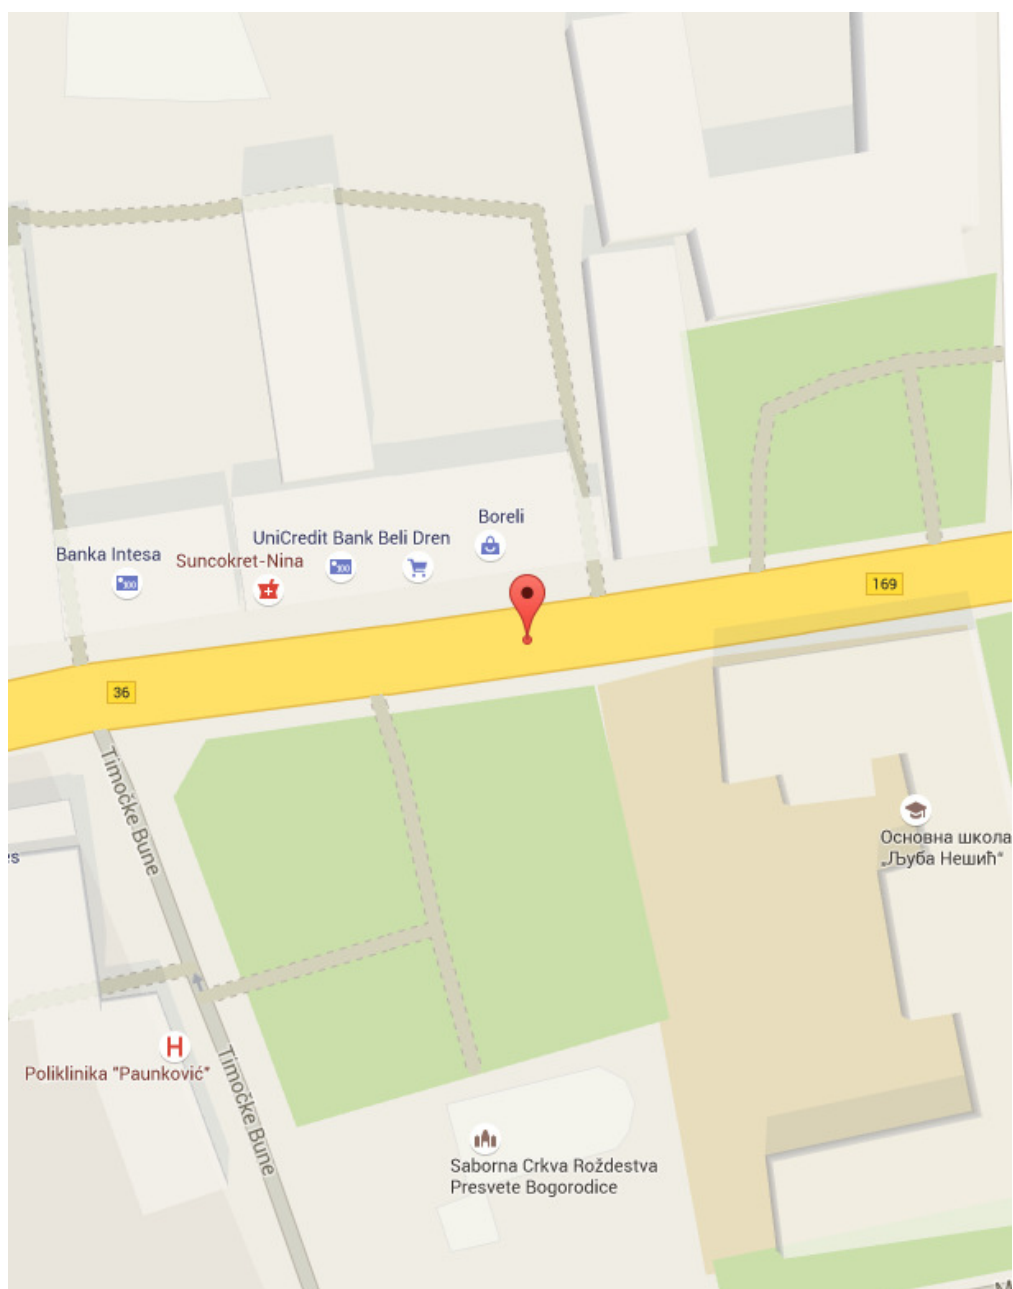 Boreli
UniCredit Bank Beli Dren
Banka Intesa
Suncokret-Nina
169
36
Timočke Bune
Основна школа
„Љуба Нешић“
Poliklinika "Paunković"
Timočke Bune
Saborna Crkva Roždestva
Presvete Bogorodice